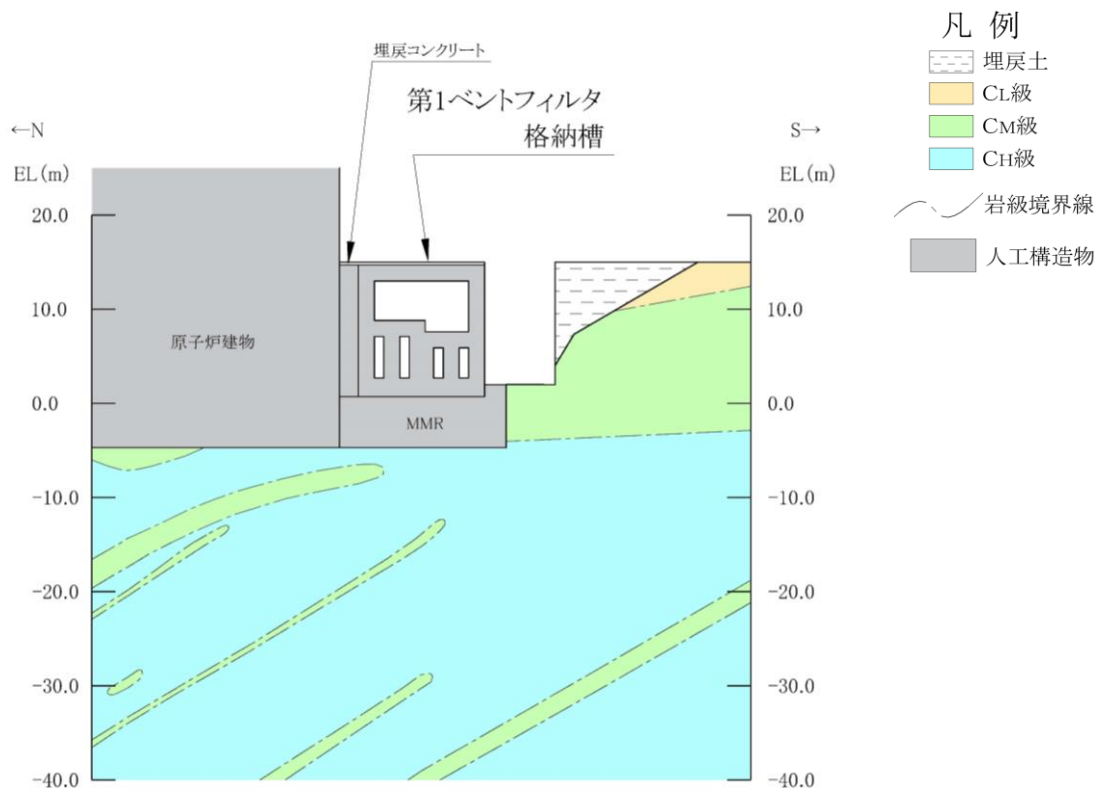 埋戻コンクリート
第1ベントフィルタ
格納槽
←N
S→
EL(m)
EL(m)
20.0
10.0
0.0
-10.0
-20.0
-30.0
-40.0
原子炉建物
MMR
20.0
10.0
0.0
-10.0
-20.0
-30.0
-40.0
凡 例
埋戻土
CL級
CM級
CH級
岩級境界線
人工構造物